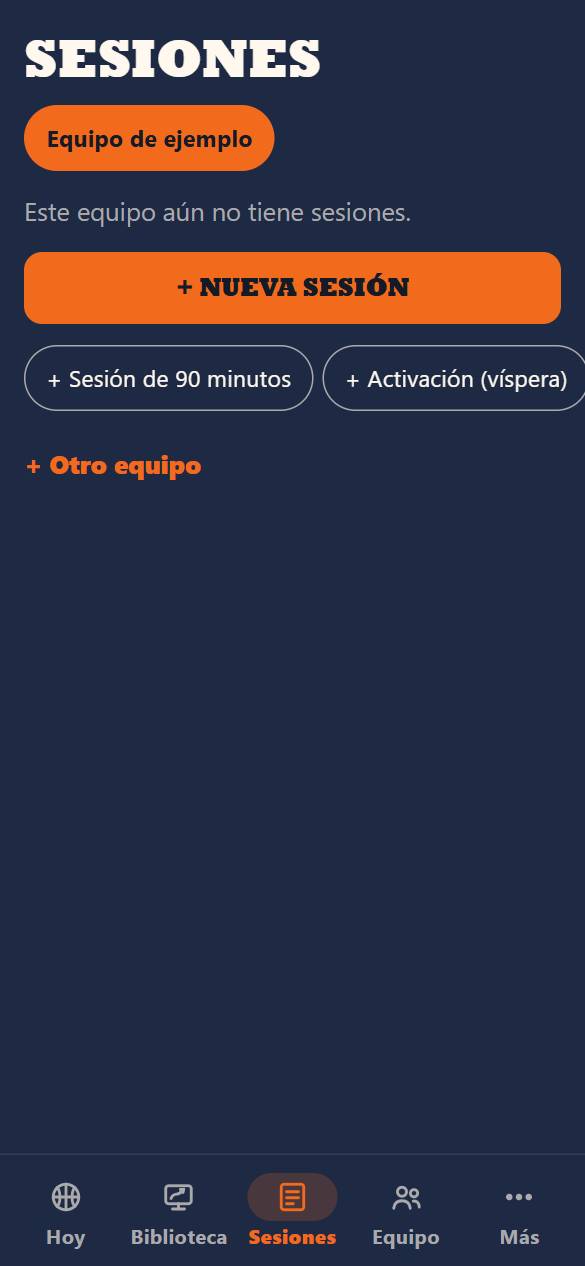 SESIONES
Equipo de ejemplo
Este equipo aún no tiene sesiones.
+ NUEVA SESIÓN
+ Sesión de 90 minutos
+ Activación (víspera)
+ Otro equipo
Hoy
Biblioteca
Sesiones
Equipo
Más